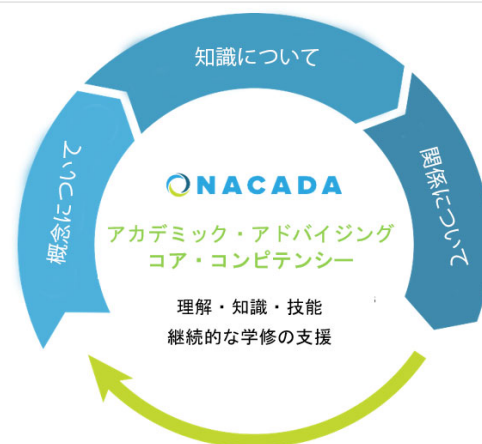 知識について
概念について
関係について
NACADA
アカデミック・アドバイジング
コア・コンピテンシー
理解・知識・技能
継続的な学修の支援